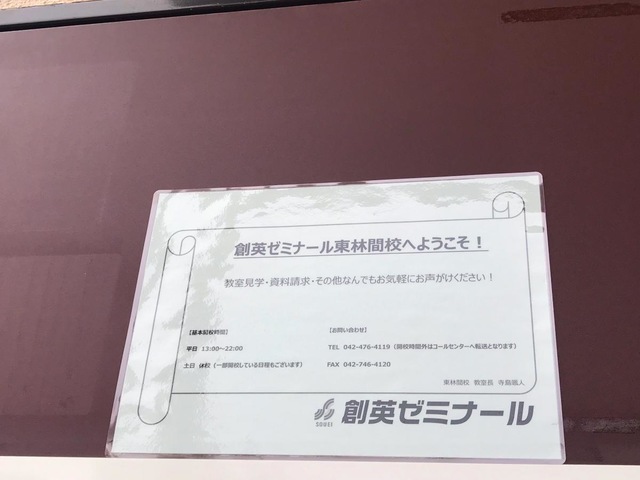 創英ゼミナール東林間校へようこそ！
教室見学・資料請求・その他なんでもお気軽にお声がけください！
【基本開校時間】
平日 13:00～22:00
土日 休校（一部開校している日程もございます）
【お問い合わせ】
TEL 042-476-4119（開校時間外はコールセンターへ転送となります）
FAX 042-746-4120
東林間校 教室長 寺島
SOUEI 創英ゼミナール